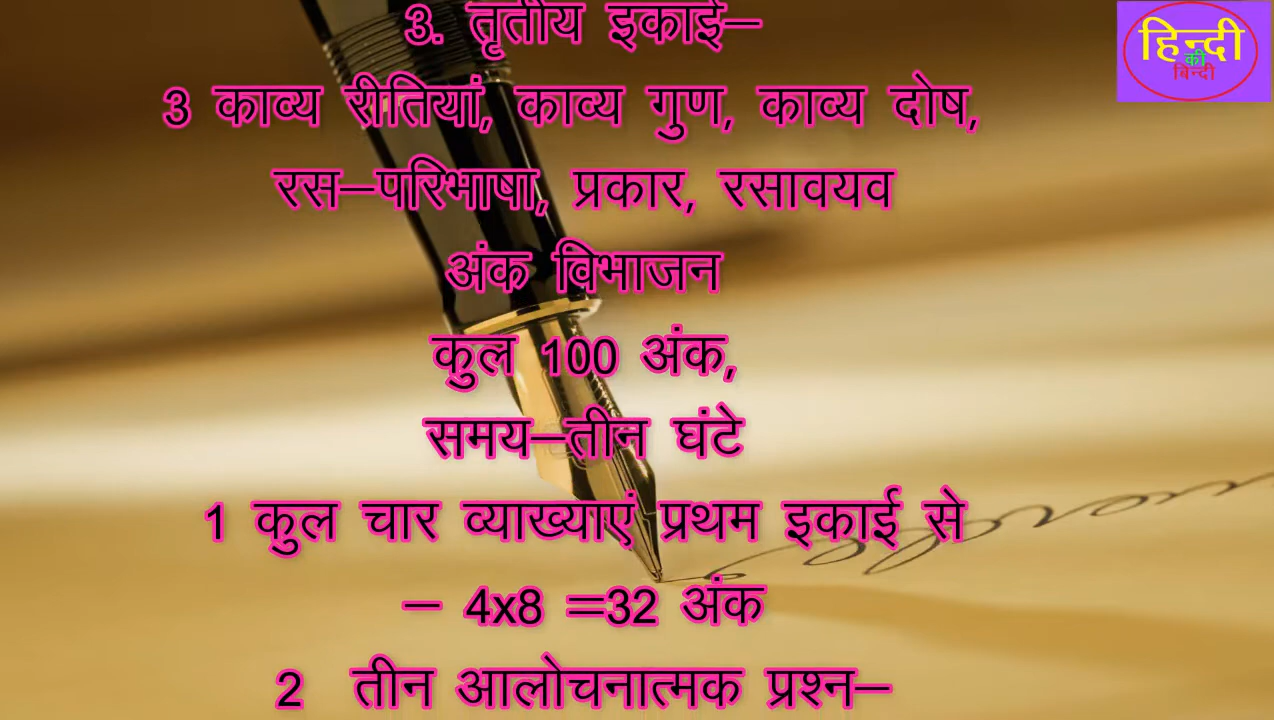 3. तृतीय इकाई–
3 काव्य रीतियां, काव्य गुण, काव्य दोष,
रस–परिभाषा, प्रकार, रसावयव
अंक विभाजन
कुल 100 अंक,
समय–तीन घंटे
1 कुल चार व्याख्याएं प्रथम इकाई से
– 4x8 =32 अंक
2 तीन आलोचनात्मक प्रश्न–
हिन्दी
की
बिन्दी